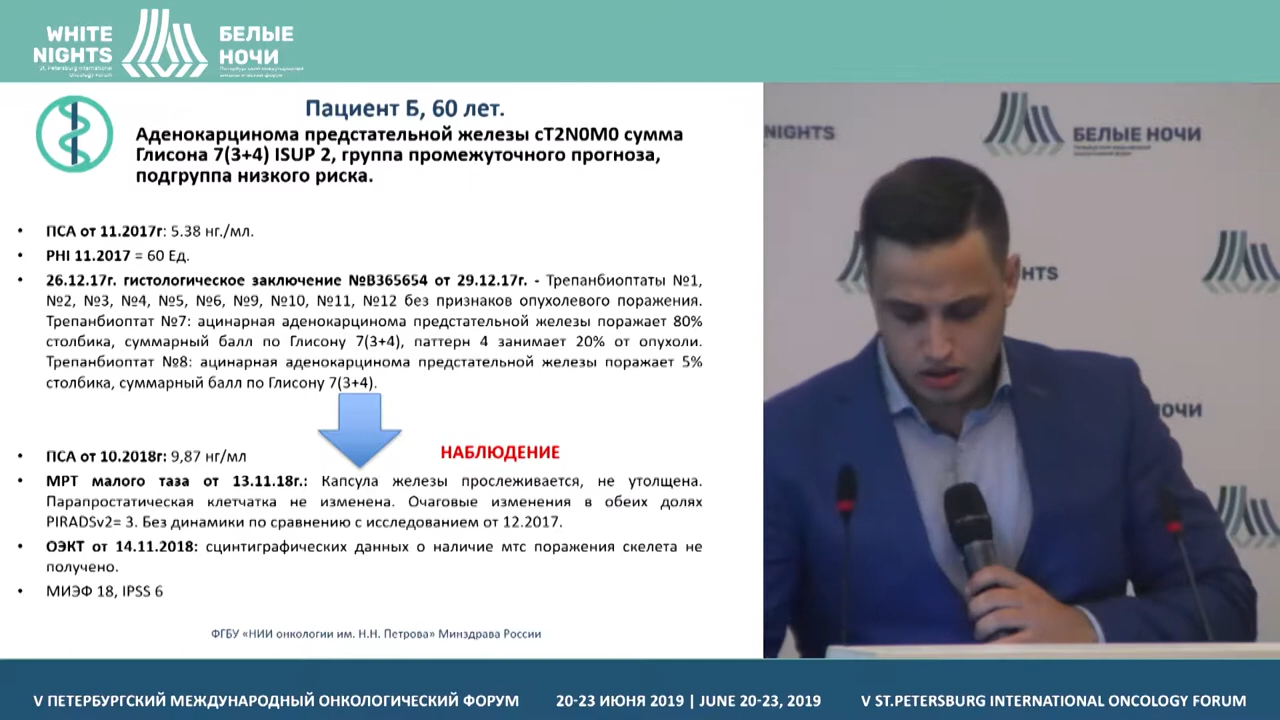 WHITE
NIGHTS
St. Petersburg International
Oncology Forum
БЕЛЫЕ
НОЧИ
Пациент Б, 60 лет.
Аденокарцинома предстательной железы cT2N0M0 сумма
Глисона 7(3+4) ISUP 2, группа промежуточного прогноза,
подгруппа низкого риска.
• ПСА от 11.2017г: 5.38 нг./мл.
• PHI 11.2017 = 60 Ед.
• 26.12.17г. гистологическое заключение №В365654 от 29.12.17г. - Трепанбиоптаты №1,
№2, №3, №4, №5, №6, №9, №10, №11, №12 без признаков опухолевого поражения.
Трепанбиоптат №7: ацинарная аденокарцинома предстательной железы поражает 80%
столбика, суммарный балл по Глисону 7(3+4), паттерн 4 занимает 20% от опухоли.
Трепанбиоптат №8: ацинарная аденокарцинома предстательной железы поражает 5%
столбика, суммарный балл по Глисону 7(3+4).
НАБЛЮДЕНИЕ
• ПСА от 10.2018г: 9,87 нг/мл
• МРТ малого таза от 13.11.18г.: Капсула железы прослеживается, не утолщена.
Парапростатическая клетчатка не изменена. Очаговые изменения в обеих долях
PIRADSv2= 3. Без динамики по сравнению с исследованием от 12.2017.
• ОЭКТ от 14.11.2018: сцинтиграфических данных о наличие мтс поражения скелета не
получено.
• МИЭФ 18, IPSS 6
ФГБУ «НИИ онкологии им. Н.Н. Петрова» Минздрава России
NIGHTS
БЕЛЫЕ НОЧИ
НОЧИ
V ПЕТЕРБУРГСКИЙ МЕЖДУНАРОДНЫЙ ОНКОЛОГИЧЕСКИЙ ФОРУМ 20-23 ИЮНЯ 2019 | JUNE 20-23, 2019 V ST.PETERSBURG INTERNATIONAL ONCOLOGY FORUM